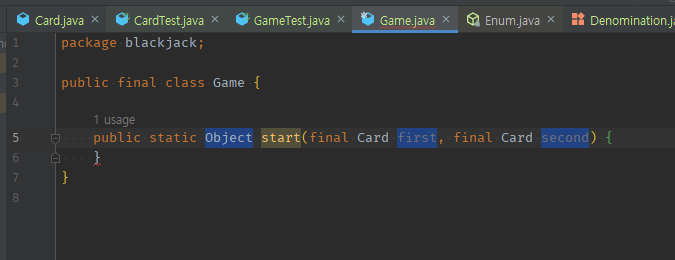 Card.java × CardTest.java × GameTest.java × Game.java × Enum.java × Denomination.ja
1 package blackjack;
2
3 public final class Game {
4
1 usage
5 public static Object start(final Card first, final Card second) {
6 }
7 }
8